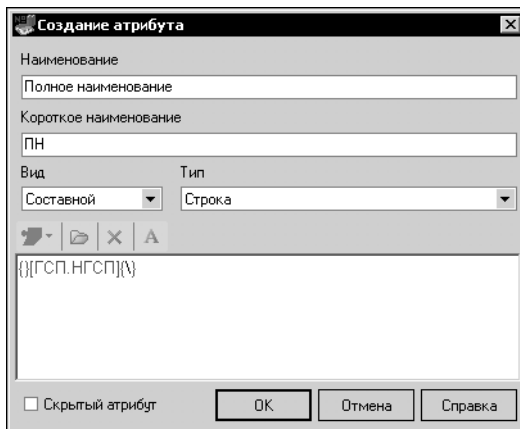 Создание атрибута
Наименование
Полное наименование
Короткое наименование
ПН
Вид Тип
Составной Строка
A
{}[ГСП.НГСП]{\}
Скрытый атрибут OK Отмена Справка